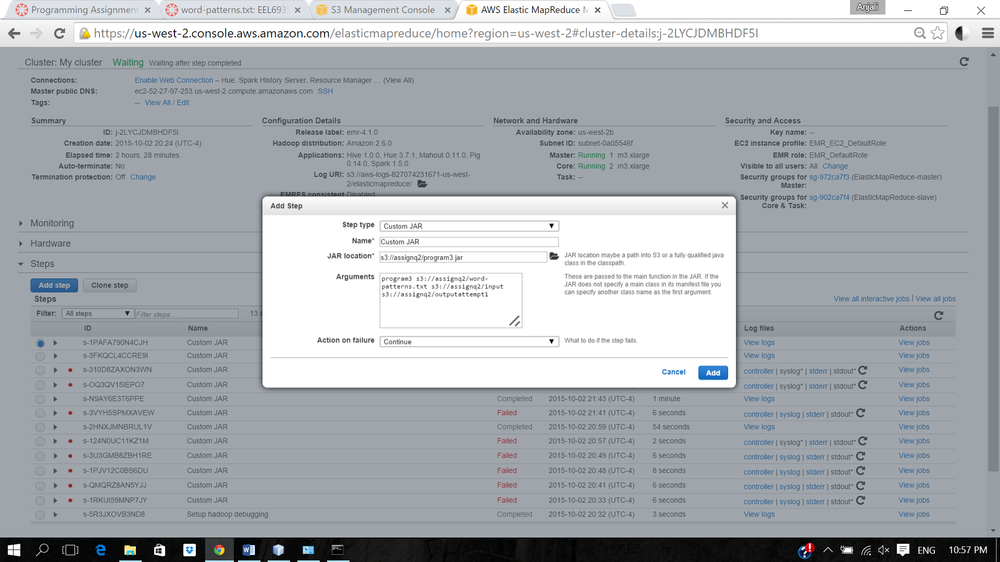 Programming Assignment
word-patterns.txt: EEL693
S3 Management Console
AWS Elastic MapReduce M
Anjali
https://us-west-2.console.aws.amazon.com/elasticmapreduce/home?region=us-west-2#cluster-details:j-2LYCJDMBHDF5I
Cluster: My cluster Waiting Waiting after step completed
Connections: Enable Web Connection – Hue, Spark History Server, Resource Manager … (View All)
Master public DNS: ec2-52-27-97-253.us-west-2.compute.amazonaws.com SSH
Tags: -- View All / Edit
Summary
ID: j-2LYCJDMBHDF5I
Creation date: 2015-10-02 20:24 (UTC-4)
Elapsed time: 2 hours, 28 minutes
Auto-terminate: No
Termination protection: Off Change
Configuration Details
Release label: emr-4.1.0
Hadoop distribution: Amazon 2.6.0
Applications: Hive 1.0.0, Hue 3.7.1, Mahout 0.11.0, Pig
0.14.0, Spark 1.5.0
Log URI: s3://aws-logs-827074231671-us-west-
2/elasticmapreduce/
EMRFS consistent Disabled
Network and Hardware
Availability zone: us-west-2b
Subnet ID: subnet-0a05546f
Master: Running 1 m3.xlarge
Core: Running 2 m3.xlarge
Task: --
Security and Access
Key name: --
EC2 instance profile: EMR_EC2_DefaultRole
EMR role: EMR_DefaultRole
Visible to all users: All Change
Security groups for sg-972ca7f3 (ElasticMapReduce-master)
Master:
Security groups for sg-902ca7f4 (ElasticMapReduce-slave)
Core & Task:
Monitoring
Hardware
Steps
Add step Clone step
Steps
View all interactive jobs | View all jobs
Filter: All steps Filter steps ... 13 s
ID Name Log files Actions
s-1PAFA790N4CJH Custom JAR View logs View jobs
s-3FKQCL4CCRE9I Custom JAR View logs View jobs
s-310D8ZAXON3WN Custom JAR controller | syslog* | stderr | stdout* View jobs
s-OQ3QV15IEPO7 Custom JAR controller | syslog* | stderr | stdout* View jobs
s-N9AY6E3T6PPE Custom JAR Completed 2015-10-02 21:43 (UTC-4) 1 minute View logs View jobs
s-3VYH5SPMXAVEW Custom JAR Failed 2015-10-02 21:41 (UTC-4) 6 seconds controller | syslog | stderr | stdout* View jobs
s-2HNXJMNBRUL1V Custom JAR Completed 2015-10-02 20:59 (UTC-4) 54 seconds View logs View jobs
s-124N0UC11KZ1M Custom JAR Failed 2015-10-02 20:57 (UTC-4) 2 seconds controller | syslog* | stderr | stdout* View jobs
s-3U3GMB8ZBH1RE Custom JAR Failed 2015-10-02 20:49 (UTC-4) 6 seconds controller | syslog | stderr | stdout* View jobs
s-1PJV12C0BS6DU Custom JAR Failed 2015-10-02 20:48 (UTC-4) 8 seconds controller | syslog | stderr | stdout* View jobs
s-QMQRZ8AN5YJJ Custom JAR Failed 2015-10-02 20:41 (UTC-4) 6 seconds controller | syslog | stderr | stdout* View jobs
s-1RKUI59MNP7JY Custom JAR Failed 2015-10-02 20:33 (UTC-4) 6 seconds controller | syslog | stderr | stdout* View jobs
s-5R3JXOVB3ND8 Setup hadoop debugging Completed 2015-10-02 20:32 (UTC-4) 3 seconds View logs View jobs
Add Step
Step type Custom JAR
Name* Custom JAR
JAR location* s3://assignq2/program3.jar
JAR location maybe a path into S3 or a fully qualified java
class in the classpath.
Arguments
program3 s3://assignq2/word-
patterns.txt s3://assignq2/input
s3://assignq2/outputattempt1
These are passed to the main function in the JAR. If the
JAR does not specify a main class in its manifest file you
can specify another class name as the first argument.
Action on failure Continue What to do if the step fails.
Cancel Add
ENG 10:57 PM